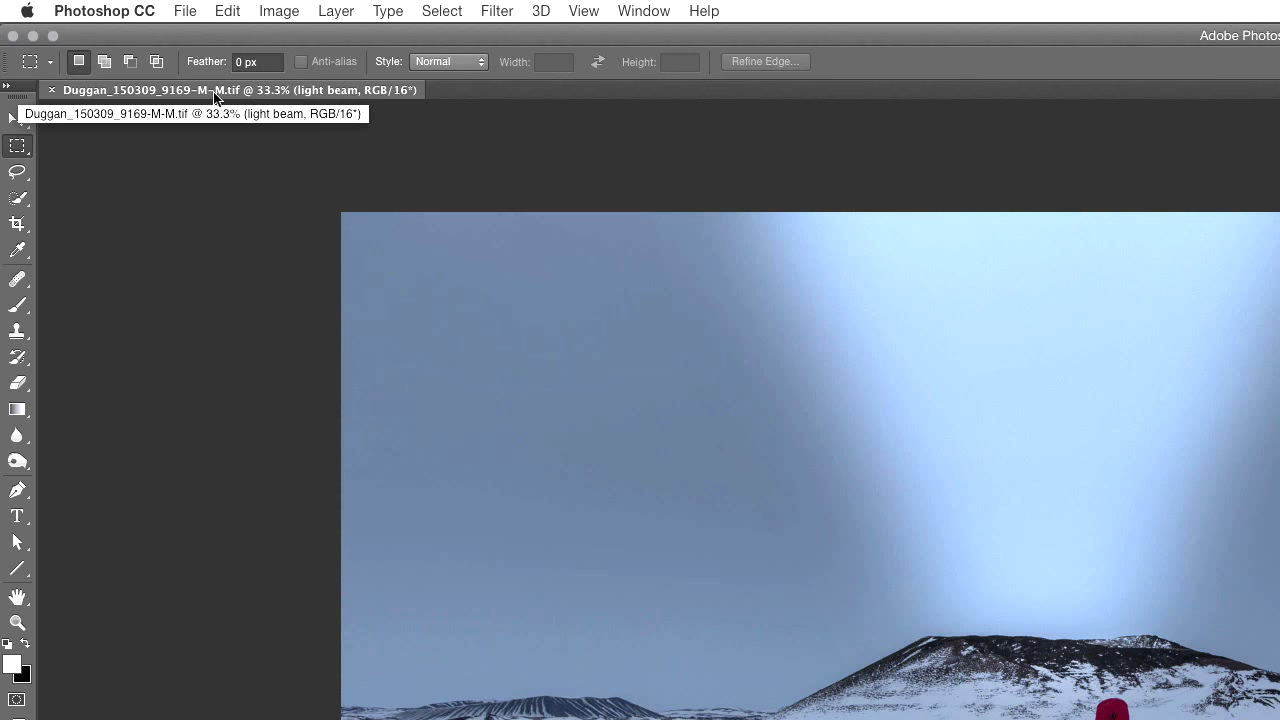 Photoshop CC File Edit Image Layer Type Select Filter 3D View Window Help
Adobe Photos
Feather: 0 px Anti-alias Style: Normal Width: Height: Refine Edge...
× Duggan_150309_9169-M-M.tif @ 33.3% (light beam, RGB/16*)
Duggan_150309_9169-M-M.tif @ 33.3% (light beam, RGB/16*)
T